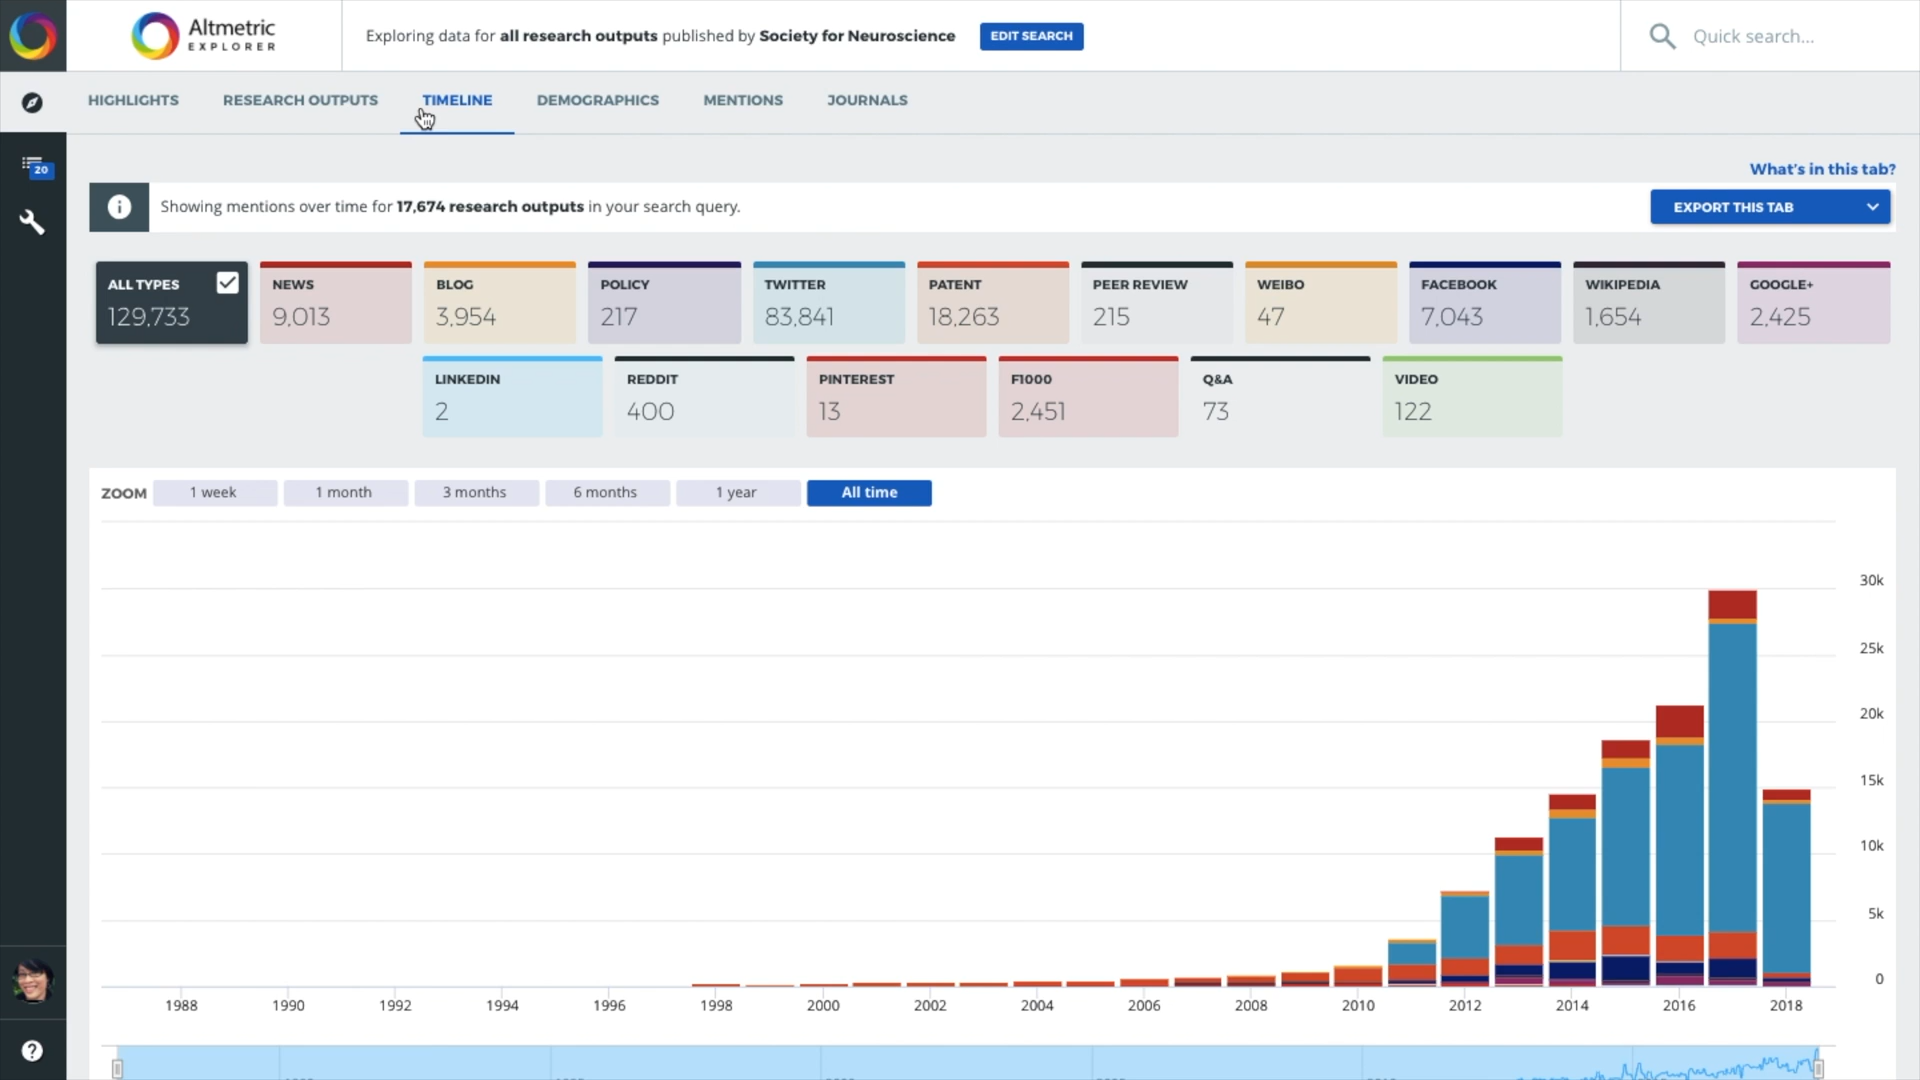 Altmetric
EXPLORER
Exploring data for all research outputs published by Society for Neuroscience
EDIT SEARCH
Quick search...
HIGHLIGHTS
RESEARCH OUTPUTS
TIMELINE
DEMOGRAPHICS
MENTIONS
JOURNALS
20
What's in this tab?
Showing mentions over time for 17,674 research outputs in your search query.
EXPORT THIS TAB
ALL TYPES
129,733
NEWS
9,013
BLOG
3,954
POLICY
217
TWITTER
83,841
PATENT
18,263
PEER REVIEW
215
WEIBO
47
FACEBOOK
7,043
WIKIPEDIA
1,654
GOOGLE+
2,425
LINKEDIN
2
REDDIT
400
PINTEREST
13
F1000
2,451
Q&A
73
VIDEO
122
ZOOM
1 week
1 month
3 months
6 months
1 year
All time
30k
25k
20k
15k
10k
5k
0
1988 1990 1992 1994 1996 1998 2000 2002 2004 2006 2008 2010 2012 2014 2016 2018